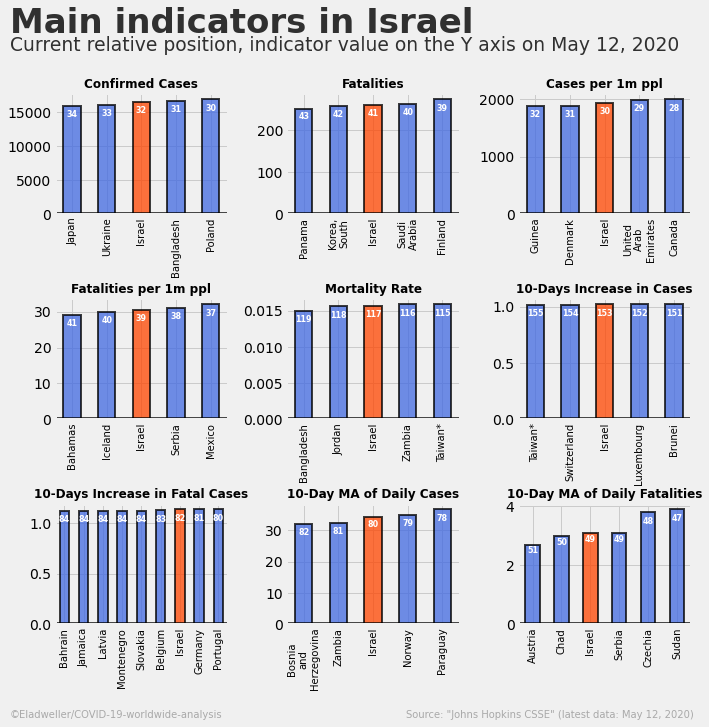 Main indicators in Israel
Current relative position, indicator value on the Y axis on May 12, 2020
Confirmed Cases
15000
10000
5000
0
34
33
32
31
30
Japan
Ukraine
Israel
Bangladesh
Poland
Fatalities
200
100
0
43
42
41
40
39
Panama
Korea,
South
Israel
Saudi
Arabia
Finland
Cases per 1m ppl
2000
1000
0
32
31
30
29
28
Guinea
Denmark
Israel
United
Arab
Emirates
Canada
Fatalities per 1m ppl
30
20
10
0
41
40
39
38
37
Bahamas
Iceland
Israel
Serbia
Mexico
Mortality Rate
0.015
0.010
0.005
0.000
119
118
117
116
115
Bangladesh
Jordan
Israel
Zambia
Taiwan*
10-Days Increase in Cases
1.0
0.5
0.0
155
154
153
152
151
Taiwan*
Switzerland
Israel
Luxembourg
Brunei
10-Days Increase in Fatal Cases
1.0
0.5
0.0
84
84
84
84
84
83
82
81
80
Bahrain
Jamaica
Latvia
Montenegro
Slovakia
Belgium
Israel
Germany
Portugal
10-Day MA of Daily Cases
30
20
10
0
82
81
80
79
78
Bosnia
and
Herzegovina
Zambia
Israel
Norway
Paraguay
10-Day MA of Daily Fatalities
4
2
0
51
50
49
49
48
47
Austria
Chad
Israel
Serbia
Czechia
Sudan
©Eladweller/COVID-19-worldwide-analysis
Source: "Johns Hopkins CSSE" (latest data: May 12, 2020)